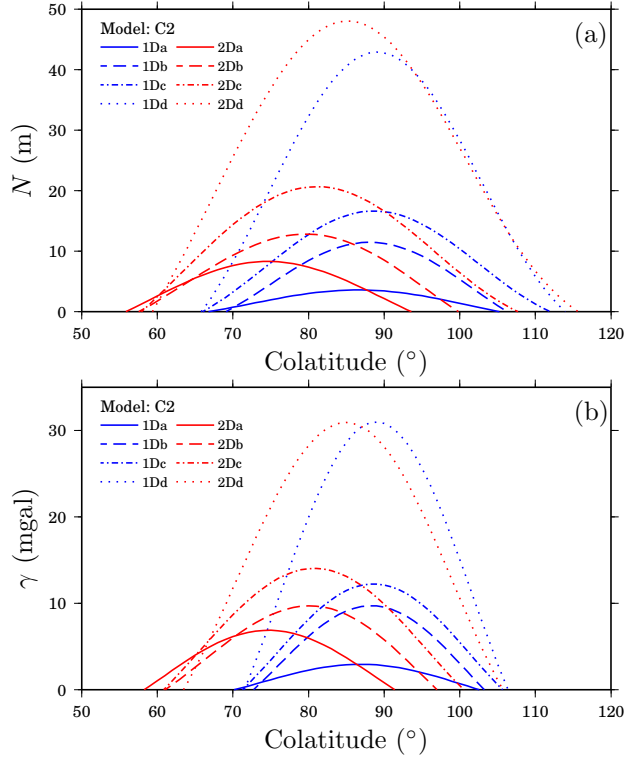 50
40
30
20
10
0
N (m)
(a)
Model: C2
1Da 2Da
1Db 2Db
1Dc 2Dc
1Dd 2Dd
50 60 70 80 90 100 110 120
Colatitude (°)
30
20
10
0
γ (mgal)
(b)
Model: C2
1Da 2Da
1Db 2Db
1Dc 2Dc
1Dd 2Dd
50 60 70 80 90 100 110 120
Colatitude (°)